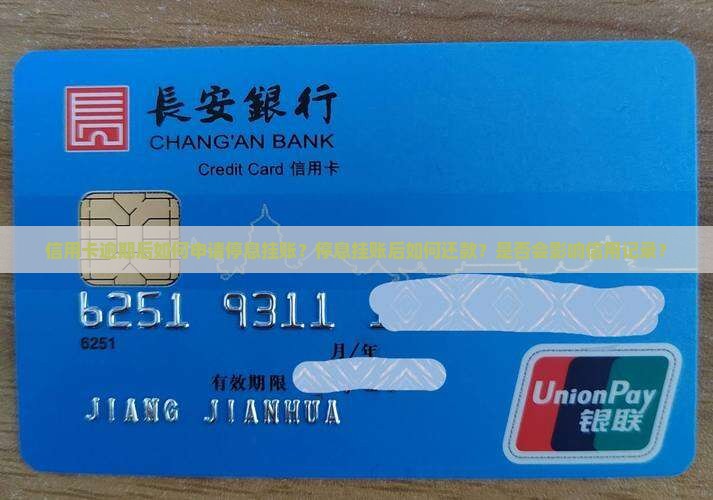 長安銀行
CHANG'AN BANK
Credit Card 信用卡
信用卡逾期后如何申请停息挂账？停息挂账后如何还款？是否会影响信用记录？
6251 9311 1
6251
月/年
有效期限
JIANG JIANHUA
UnionPay
银联